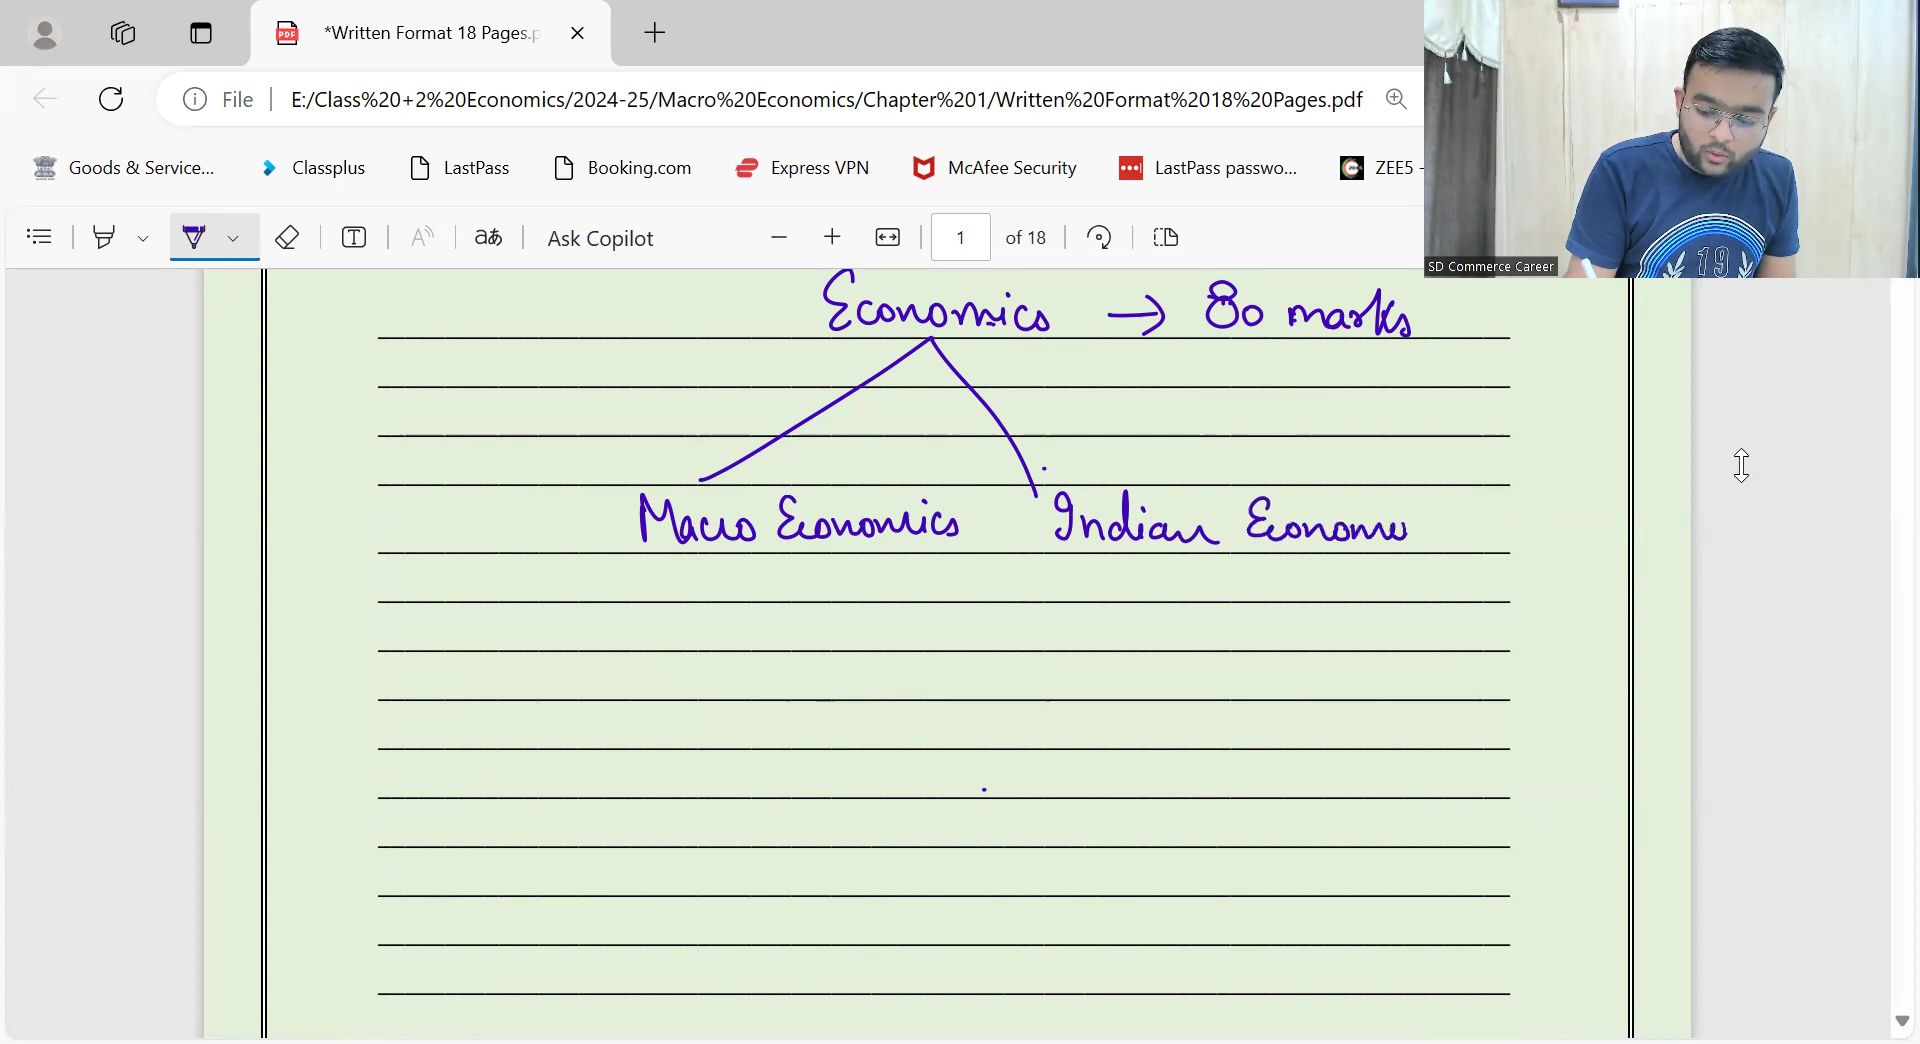 *Written Format 18 Pages.p
File
E:/Class%20+2%20Economics/2024-25/Macro%20Economics/Chapter%201/Written%20Format%2018%20Pages.pdf
Goods & Service...
Classplus
LastPass
Booking.com
Express VPN
McAfee Security
LastPass passwo...
ZEE5 -
Ask Copilot
1
of 18
19
SD Commerce Career
Economics → 80 marks
Macro Economics
Indian Econom